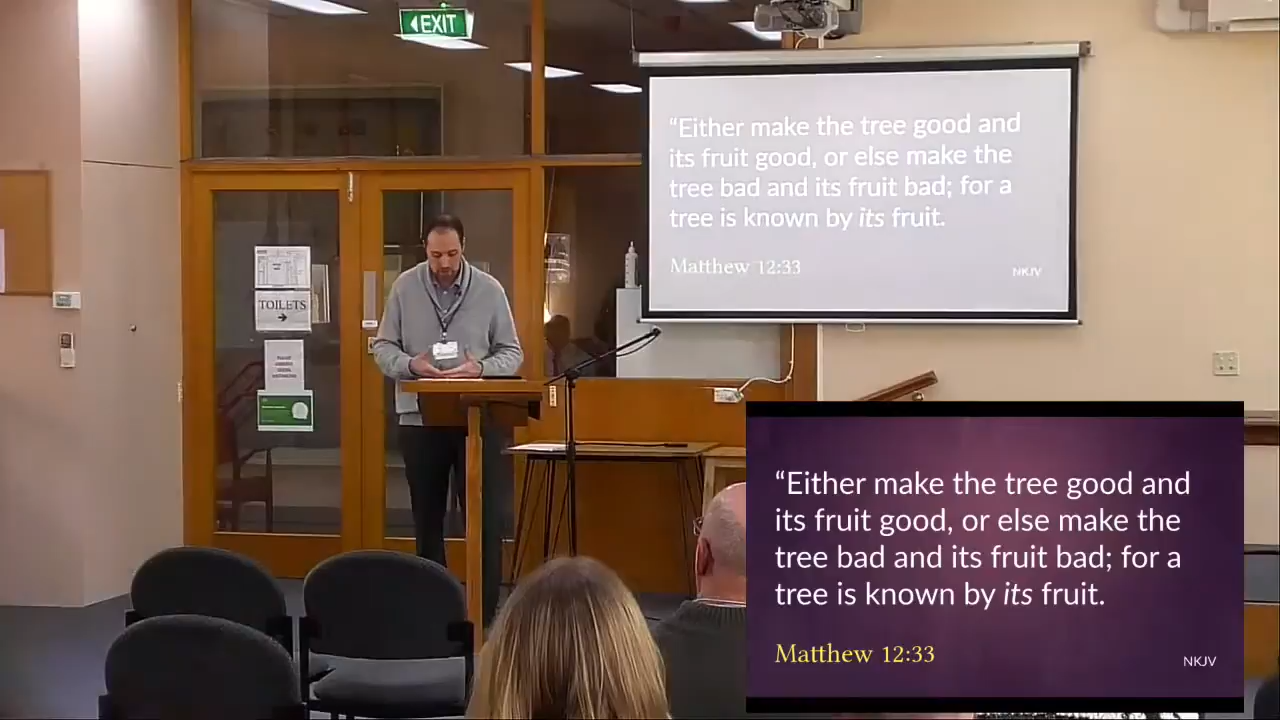 EXIT
“Either make the tree good and
its fruit good, or else make the
tree bad and its fruit bad; for a
tree is known by its fruit.
Matthew 12:33
NKJV
TOILETS
“Either make the tree good and
its fruit good, or else make the
tree bad and its fruit bad; for a
tree is known by its fruit.
Matthew 12:33
NKJV